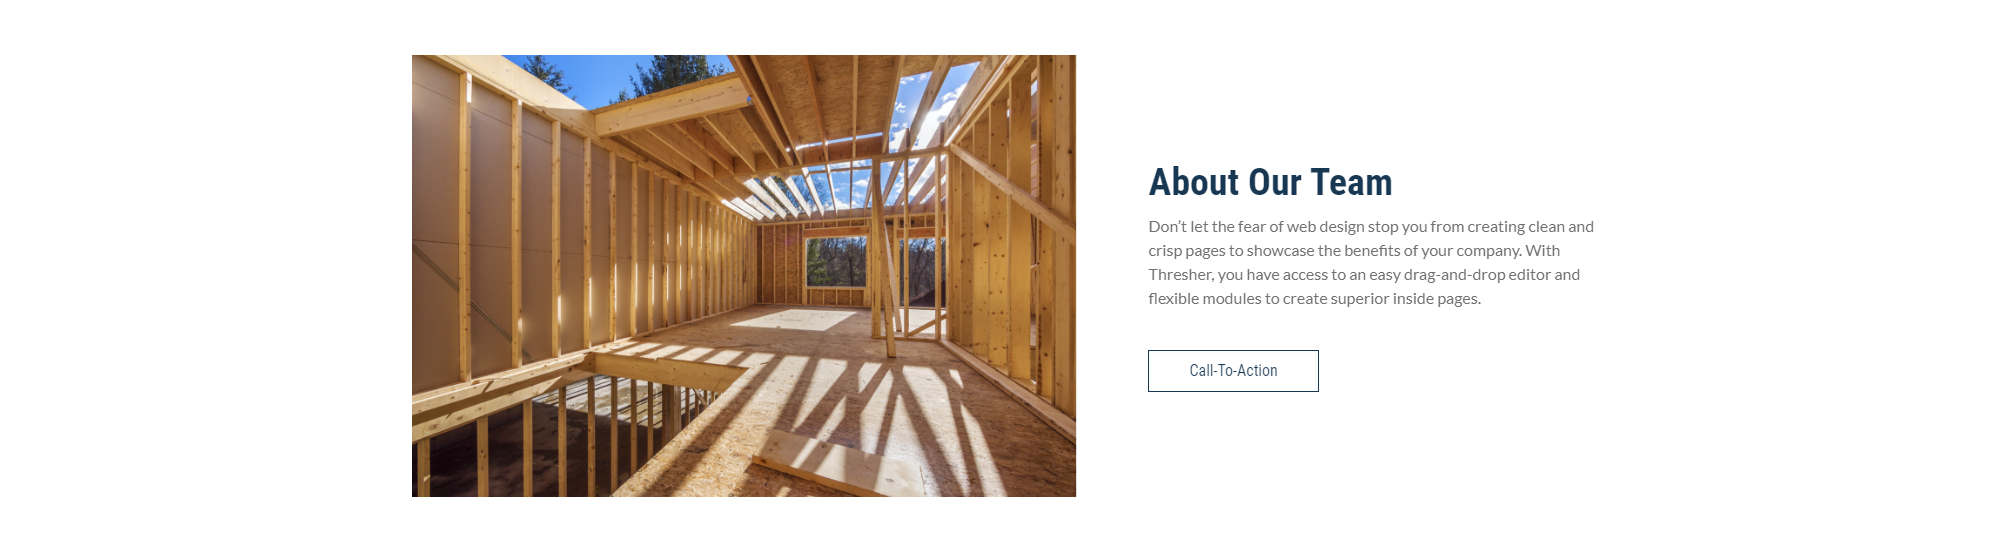 About Our Team
Don’t let the fear of web design stop you from creating clean and
crisp pages to showcase the benefits of your company. With
Thresher, you have access to an easy drag-and-drop editor and
flexible modules to create superior inside pages.
Call-To-Action